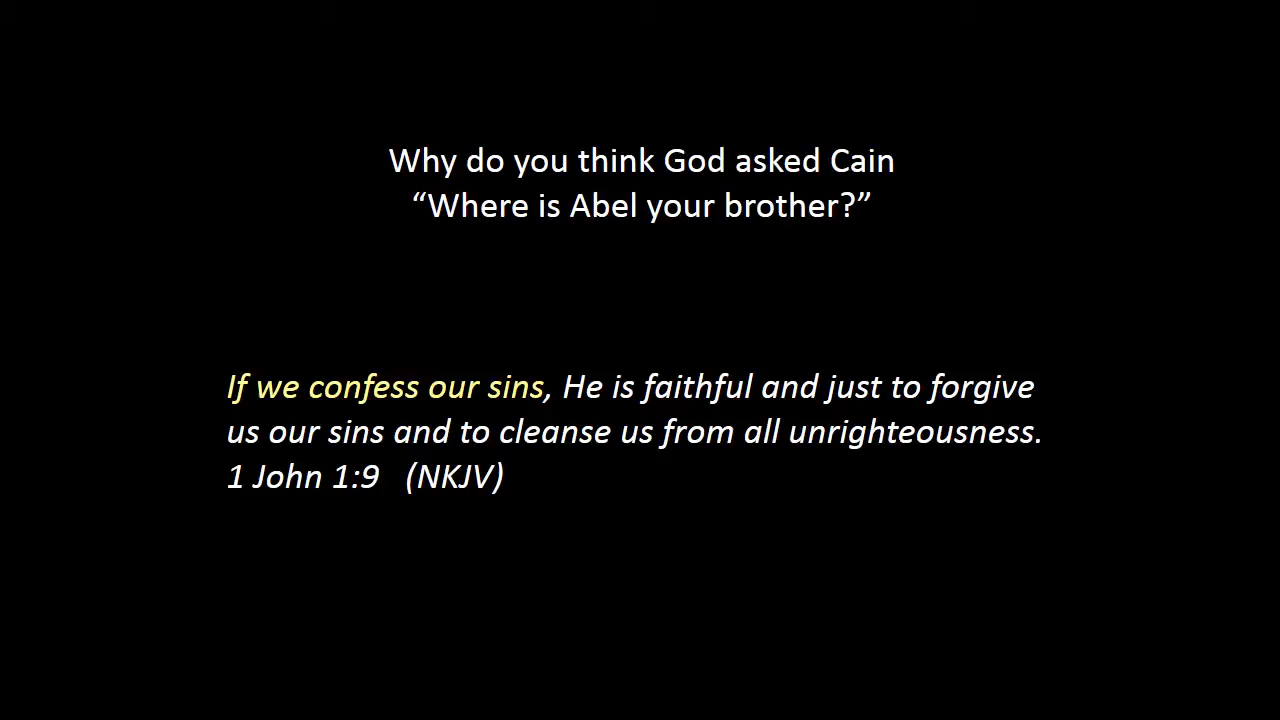 Why do you think God asked Cain
“Where is Abel your brother?”
If we confess our sins, He is faithful and just to forgive
us our sins and to cleanse us from all unrighteousness.
1 John 1:9 (NKJV)